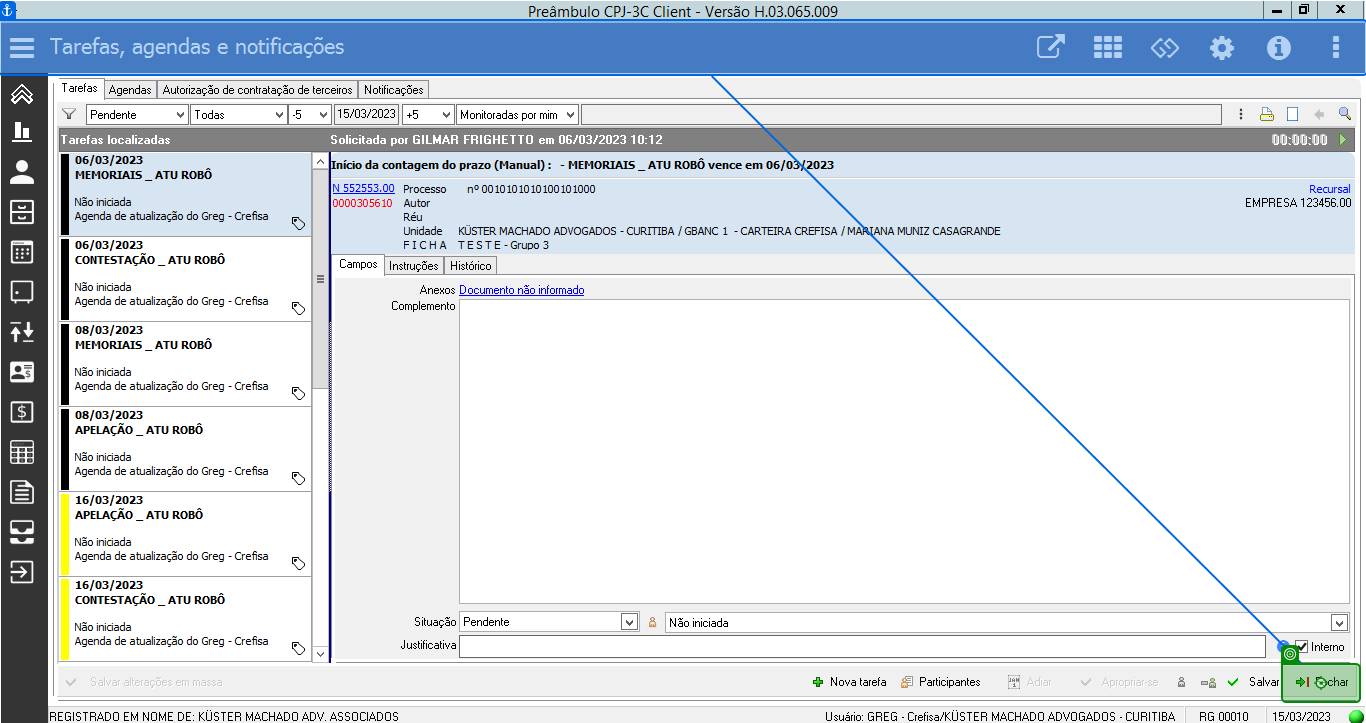 Preâmbulo CPJ-3C Client - Versão H.03.065.009
Tarefas, agendas e notificações
Tarefas Agendas Autorização de contratação de terceiros Notificações
Pendente Todas -5 15/03/2023 +5 Monitoradas por mim
Tarefas localizadas
Solicitada por GILMAR FRIGHETTO em 06/03/2023 10:12
00:00:00
06/03/2023
MEMORIAIS _ ATU ROBÔ
Não iniciada
Agenda de atualização do Greg - Crefisa
06/03/2023
CONTESTAÇÃO _ ATU ROBÔ
Não iniciada
Agenda de atualização do Greg - Crefisa
08/03/2023
MEMORIAIS _ ATU ROBÔ
Não iniciada
Agenda de atualização do Greg - Crefisa
08/03/2023
APELAÇÃO _ ATU ROBÔ
Não iniciada
Agenda de atualização do Greg - Crefisa
16/03/2023
APELAÇÃO _ ATU ROBÔ
Não iniciada
Agenda de atualização do Greg - Crefisa
16/03/2023
CONTESTAÇÃO _ ATU ROBÔ
Não iniciada
Agenda de atualização do Greg - Crefisa
Início da contagem do prazo (Manual) : - MEMORIAIS _ ATU ROBÔ vence em 06/03/2023
N 552553.00 Processo nº 0010101010100101000 Recursal
0000305610 Autor EMPRESA 123456.00
Réu
Unidade KÜSTER MACHADO ADVOGADOS - CURITIBA / GBANC 1 - CARTEIRA CREFISA / MARIANA MUNIZ CASAGRANDE
F I C H A T E S T E - Grupo 3
Campos Instruções Histórico
Anexos Documento não informado
Complemento
Situação Pendente Não iniciada
Justificativa Interno
Salvar alterações em massa Nova tarefa Participantes Adiar Apropriar-se Salvar Fechar
REGISTRADO EM NOME DE: KÜSTER MACHADO ADV. ASSOCIADOS Usuário: GREG - Crefisa/KÜSTER MACHADO ADVOGADOS - CURITIBA RG 00010 15/03/2023